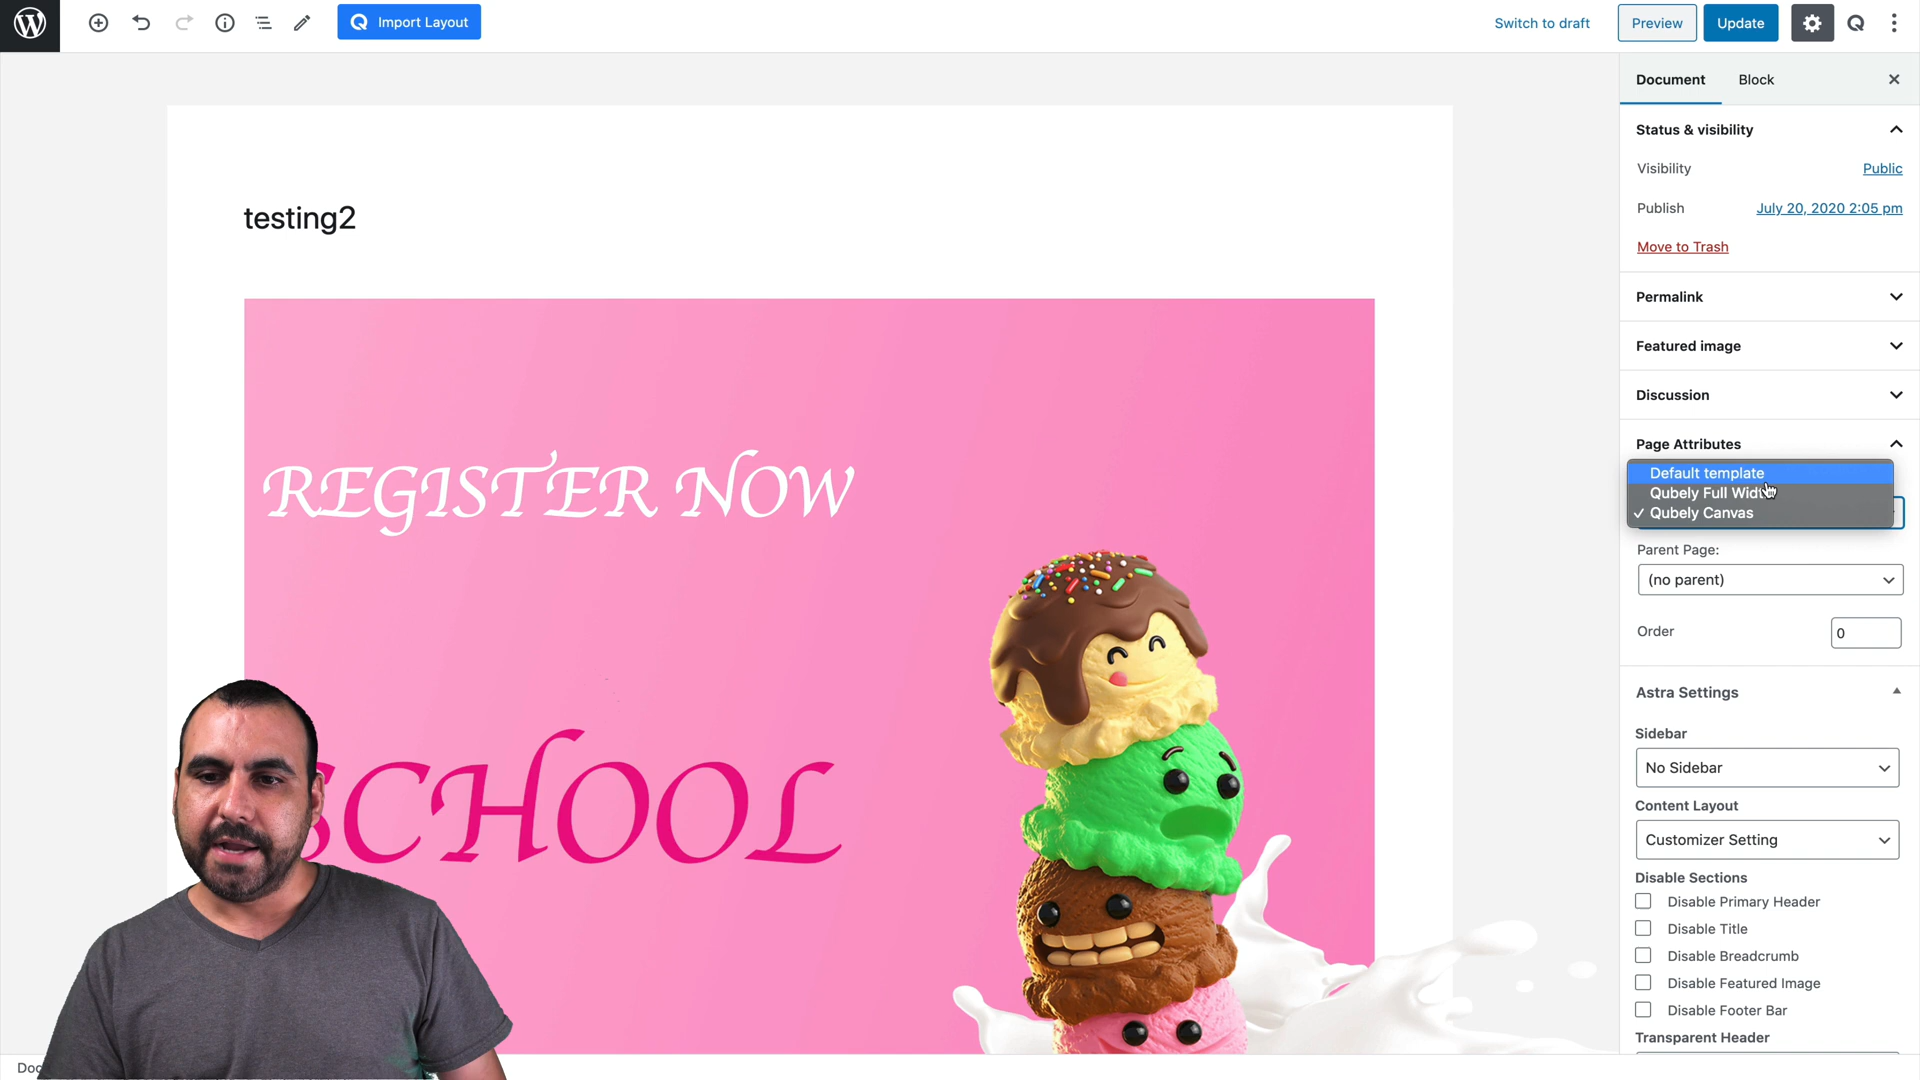 Import Layout
Switch to draft
Preview
Update
Document
Block
Status & visibility
Visibility
Public
Publish
July 20, 2020 2:05 pm
Move to Trash
Permalink
Featured image
Discussion
Page Attributes
Default template
Qubely Full
✓ Qubely Canvas
Parent Page:
(no parent)
Order
0
Astra Settings
Sidebar
No Sidebar
Content Layout
Customizer Setting
Disable Sections
Disable Primary Header
Disable Title
Disable Breadcrumb
Disable Featured Image
Disable Footer Bar
Transparent Header
testing2
REGISTER NOW
SCHOOL